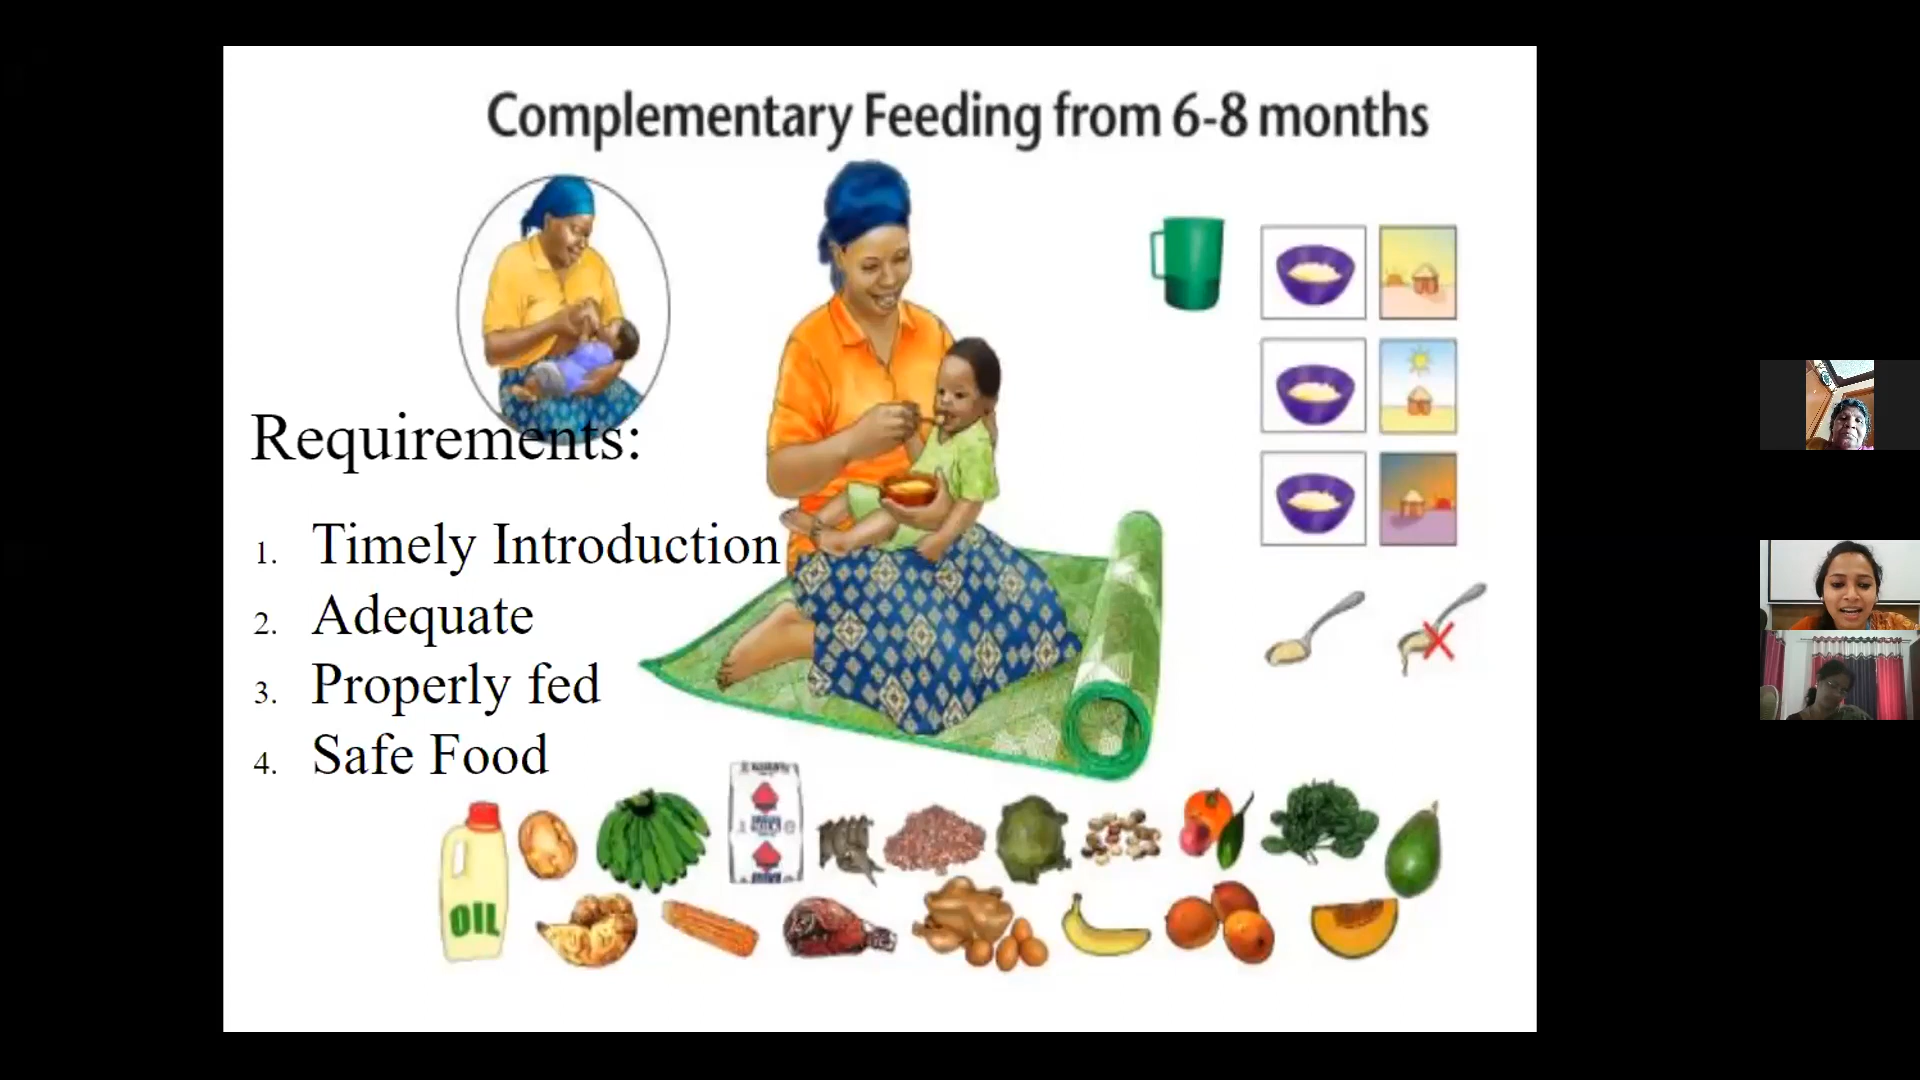 Complementary Feeding from 6-8 months
Requirements:
1. Timely Introduction
2. Adequate
3. Properly fed
4. Safe Food
OIL